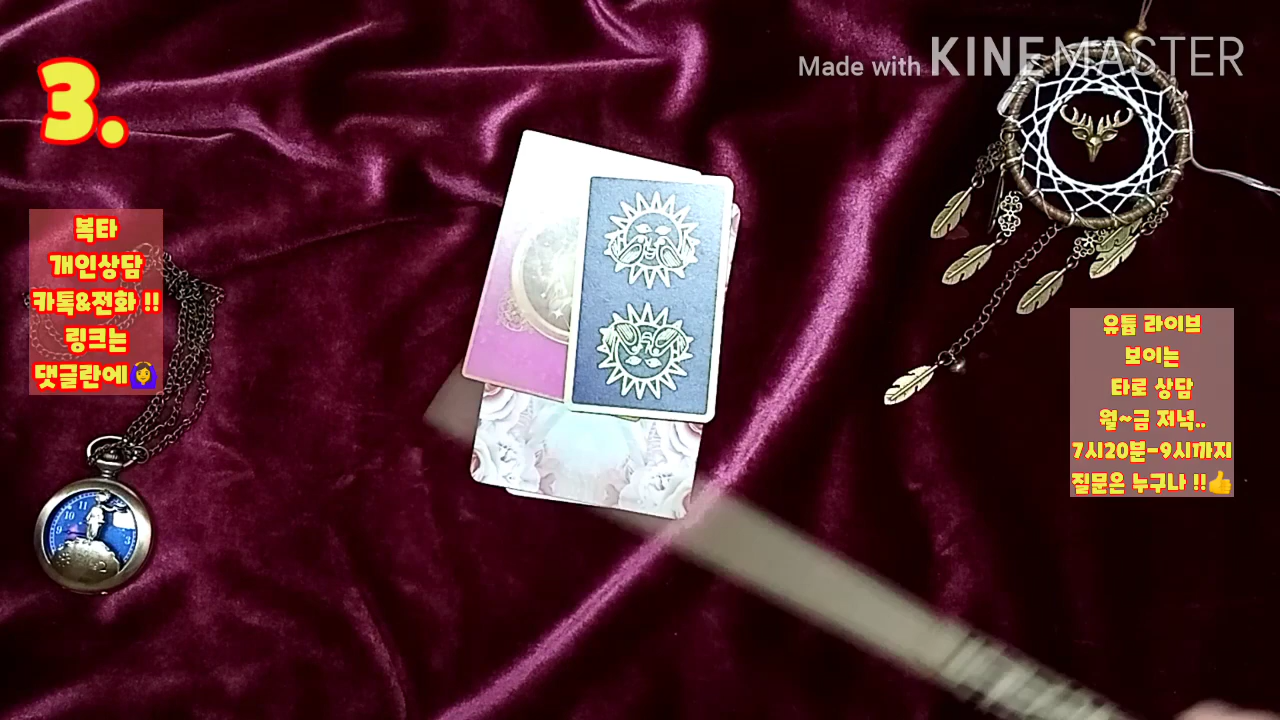 3.
Made with KINEMASTER
복타
개인상담
카톡&전화 !!
링크는
댓글란에🙆‍♀️
유튭 라이브
보이는
타로 상담
월~금 저녁..
7시20분-9시까지
질문은 누구나 !!👍